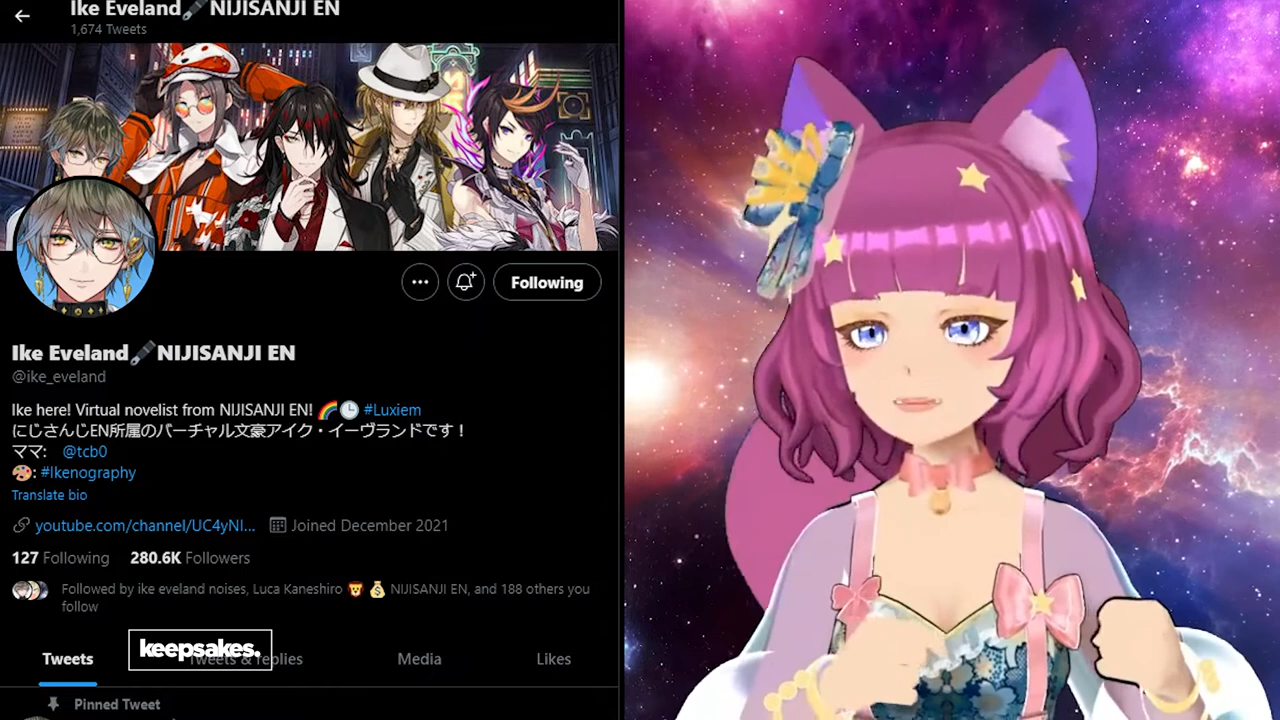 Ike Eveland🖋️NIJISANJI EN
1,674 Tweets
Following
Ike Eveland🖋️NIJISANJI EN
@ike_eveland
Ike here! Virtual novelist from NIJISANJI EN! 🌈🕒 #Luxiem
にじさんじEN所属のバーチャル文豪アイク・イーヴランドです！
ママ: @tcb0
🎨: #Ikenography
Translate bio
youtube.com/channel/UC4yNI... Joined December 2021
127 Following 280.6K Followers
Followed by ike eveland noises, Luca Kaneshiro 🦁 💰 NIJISANJI EN, and 188 others you
follow
keepsakes.
Tweets Tweets & replies Media Likes
Pinned Tweet